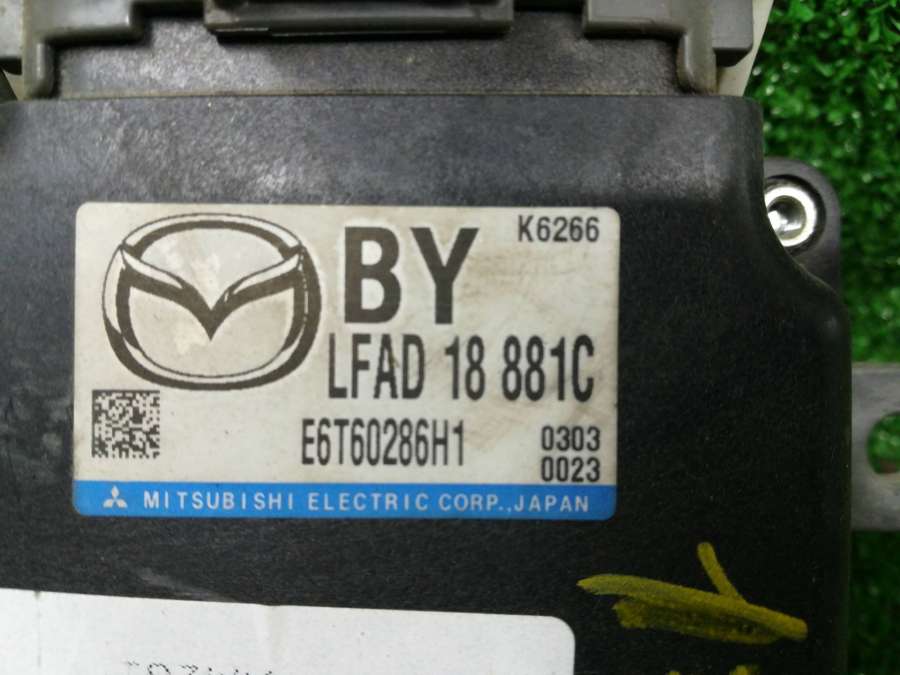 BY
K6266
LFAD 18 881C
E6T60286H1
0303
0023
MITSUBISHI ELECTRIC CORP.,JAPAN